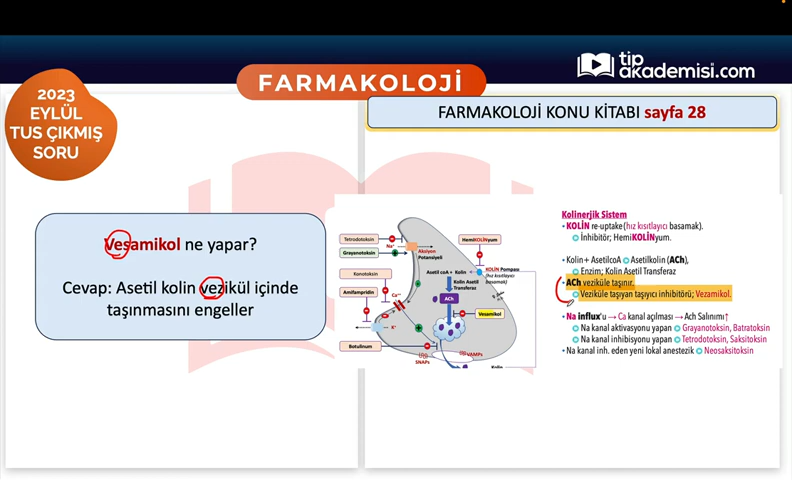 tıp
akademisi.com
FARMAKOLOJİ
2023
EYLÜL
TUS ÇIKMIŞ
SORU
FARMAKOLOJİ KONU KİTABI sayfa 28
Vesamikol ne yapar?
Cevap: Asetil kolin vezikül içinde
taşınmasını engeller
Tetrodotoksin
Na⁺
Grayanotoksin
Aksiyon
Potansiyeli
HemiKOLİNyum
Konotoksin
Ca⁺⁺
Amifampridin
K⁺
Botulinum
Asetil coA + Kolin
KOLİN Pompası
(hız kısıtlayıcı
basamak)
Kolin Asetil
Transferaz
ACh
Vesamikol
SNAPs
VAMPs
Kolin
Kolinerjik Sistem
• KOLİN re-uptake (hız kısıtlayıcı basamak).
İnhibitör; HemiKOLİNyum.
• Kolin + AsetilcoA Asetilkolin (ACh),
Enzim; Kolin Asetil Transferaz
• ACh veziküle taşınır.
Veziküle taşıyan taşıyıcı inhibitörü; Vezamikol.
• Na influx'u → Ca kanal açılması → Ach Salınımı↑
Na kanal aktivasyonu yapan Grayanotoksin, Batratoksin
Na kanal inhibisyonu yapan Tetrodotoksin, Saksitoksin
• Na kanal inh. eden yeni lokal anestezik Neosaksitoksin